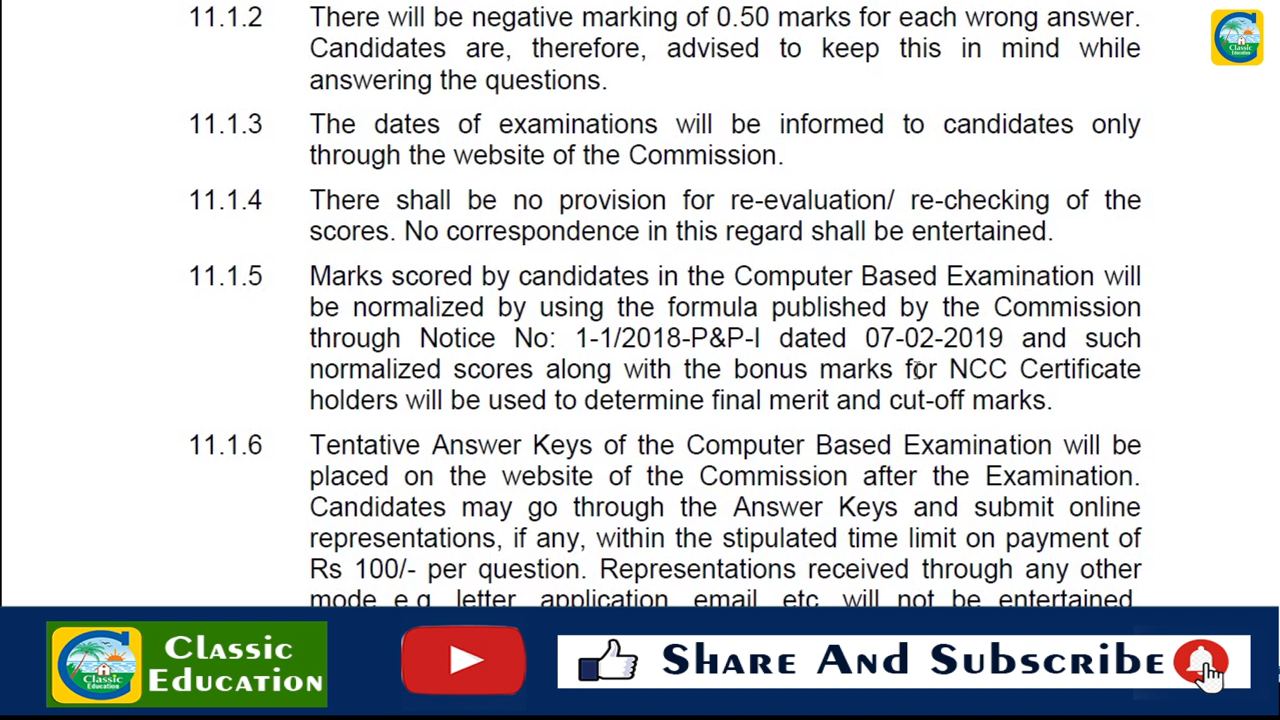 11.1.2 There will be negative marking of 0.50 marks for each wrong answer.
Candidates are, therefore, advised to keep this in mind while
answering the questions.
11.1.3 The dates of examinations will be informed to candidates only
through the website of the Commission.
11.1.4 There shall be no provision for re-evaluation/ re-checking of the
scores. No correspondence in this regard shall be entertained.
11.1.5 Marks scored by candidates in the Computer Based Examination will
be normalized by using the formula published by the Commission
through Notice No: 1-1/2018-P&P-I dated 07-02-2019 and such
normalized scores along with the bonus marks for NCC Certificate
holders will be used to determine final merit and cut-off marks.
11.1.6 Tentative Answer Keys of the Computer Based Examination will be
placed on the website of the Commission after the Examination.
Candidates may go through the Answer Keys and submit online
representations, if any, within the stipulated time limit on payment of
Rs 100/- per question. Representations received through any other
mode e.g. letter, application, email, etc. will not be entertained.
Classic
Education
Classic
Education
Classic
Education
Share And Subscribe